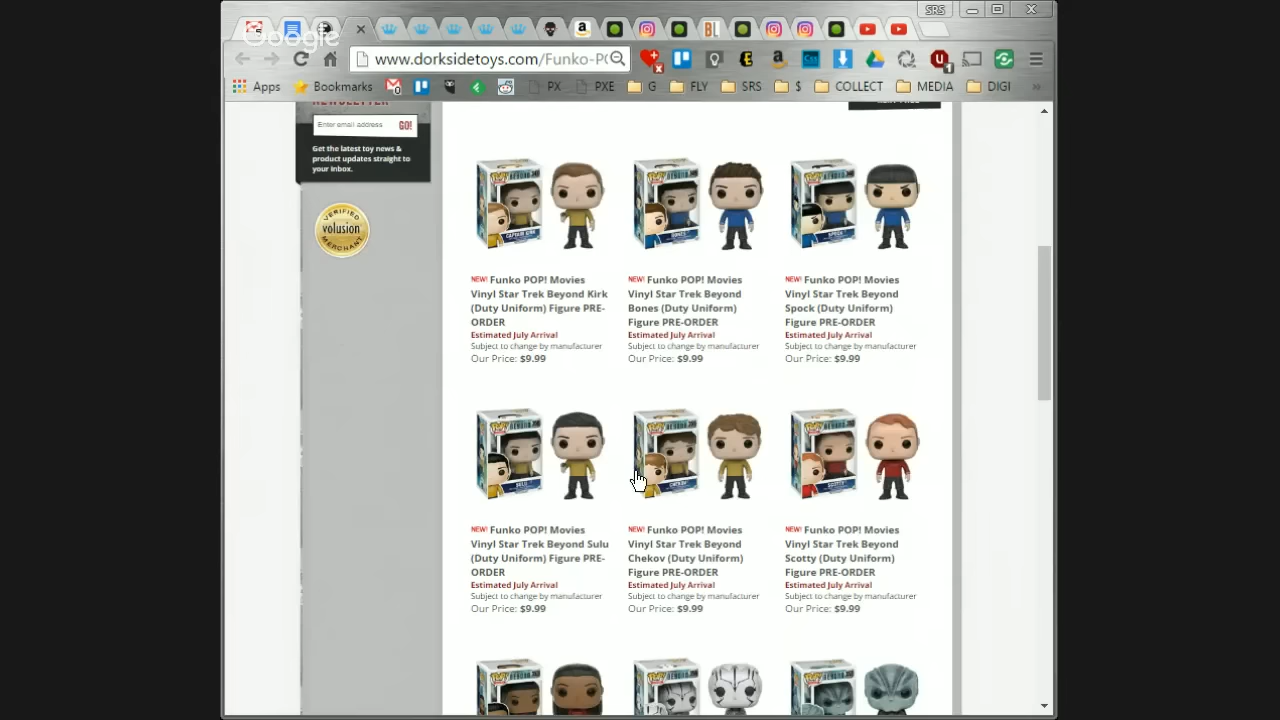 SRS
Google
www.dorksidetoys.com/Funko-P
Apps
Bookmarks
PX
PXE
G
FLY
SRS
$
COLLECT
MEDIA
DIGI
»
NEWSLETTER
Enter email address GO!
Get the latest toy news &
product updates straight to
your inbox.
VERIFIED
volusion
MERCHANT
NEW! Funko POP! Movies
Vinyl Star Trek Beyond Kirk
(Duty Uniform) Figure PRE-
ORDER
Estimated July Arrival
Subject to change by manufacturer
Our Price: $9.99
NEW! Funko POP! Movies
Vinyl Star Trek Beyond
Bones (Duty Uniform)
Figure PRE-ORDER
Estimated July Arrival
Subject to change by manufacturer
Our Price: $9.99
NEW! Funko POP! Movies
Vinyl Star Trek Beyond
Spock (Duty Uniform)
Figure PRE-ORDER
Estimated July Arrival
Subject to change by manufacturer
Our Price: $9.99
NEW! Funko POP! Movies
Vinyl Star Trek Beyond Sulu
(Duty Uniform) Figure PRE-
ORDER
Estimated July Arrival
Subject to change by manufacturer
Our Price: $9.99
NEW! Funko POP! Movies
Vinyl Star Trek Beyond
Chekov (Duty Uniform)
Figure PRE-ORDER
Estimated July Arrival
Subject to change by manufacturer
Our Price: $9.99
NEW! Funko POP! Movies
Vinyl Star Trek Beyond
Scotty (Duty Uniform)
Figure PRE-ORDER
Estimated July Arrival
Subject to change by manufacturer
Our Price: $9.99